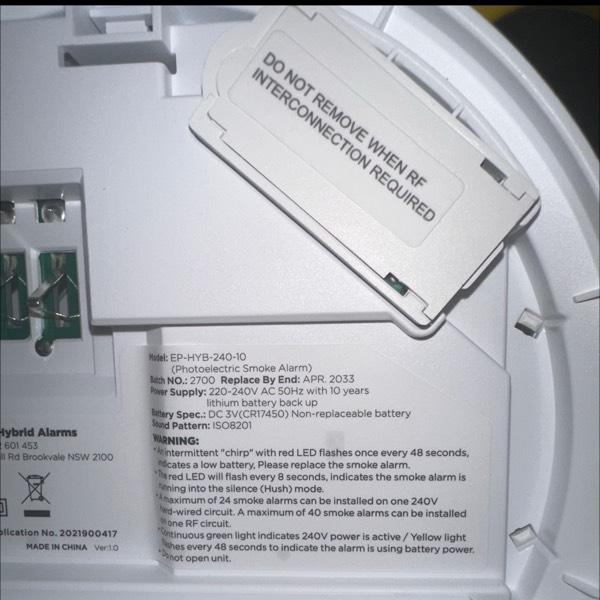 DO NOT REMOVE WHEN RF
INTERCONNECTION REQUIRED
Model: EP-HYB-240-10
(Photoelectric Smoke Alarm)
Batch NO.: 2700 Replace By End: APR. 2033
Power Supply: 220-240V AC 50Hz with 10 years
lithium battery back up
Battery Spec.: DC 3V(CR17450) Non-replaceable battery
Sound Pattern: ISO8201
WARNING:
• An intermittent "chirp" with red LED flashes once every 48 seconds,
indicates a low battery, Please replace the smoke alarm.
• The red LED will flash every 8 seconds, indicates the smoke alarm is
running into the silence (Hush) mode.
• A maximum of 24 smoke alarms can be installed on one 240V
hard-wired circuit. A maximum of 40 smoke alarms can be installed
on one RF circuit.
• Continuous green light indicates 240V power is active / Yellow light
flashes every 48 seconds to indicate the alarm is using battery power.
• Do not open unit.
Hybrid Alarms
601 453
Rd Brookvale NSW 2100
No. 2021900417
MADE IN CHINA Ver:1.0